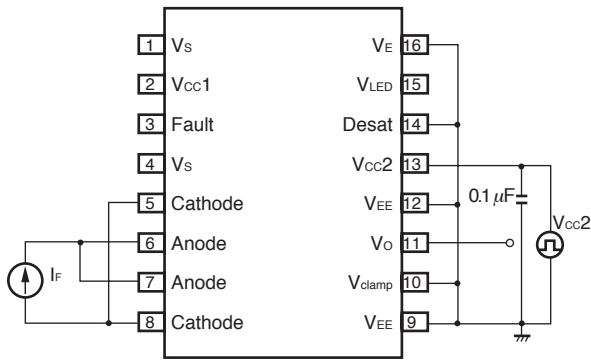 1 Vs VE 16
2 VCC1 VLED 15
3 Fault Desat 14
4 Vs VCC2 13
5 Cathode VEE 12
0.1 μF
VCC2
6 Anode VO 11
IF
7 Anode Vclamp 10
8 Cathode VEE 9